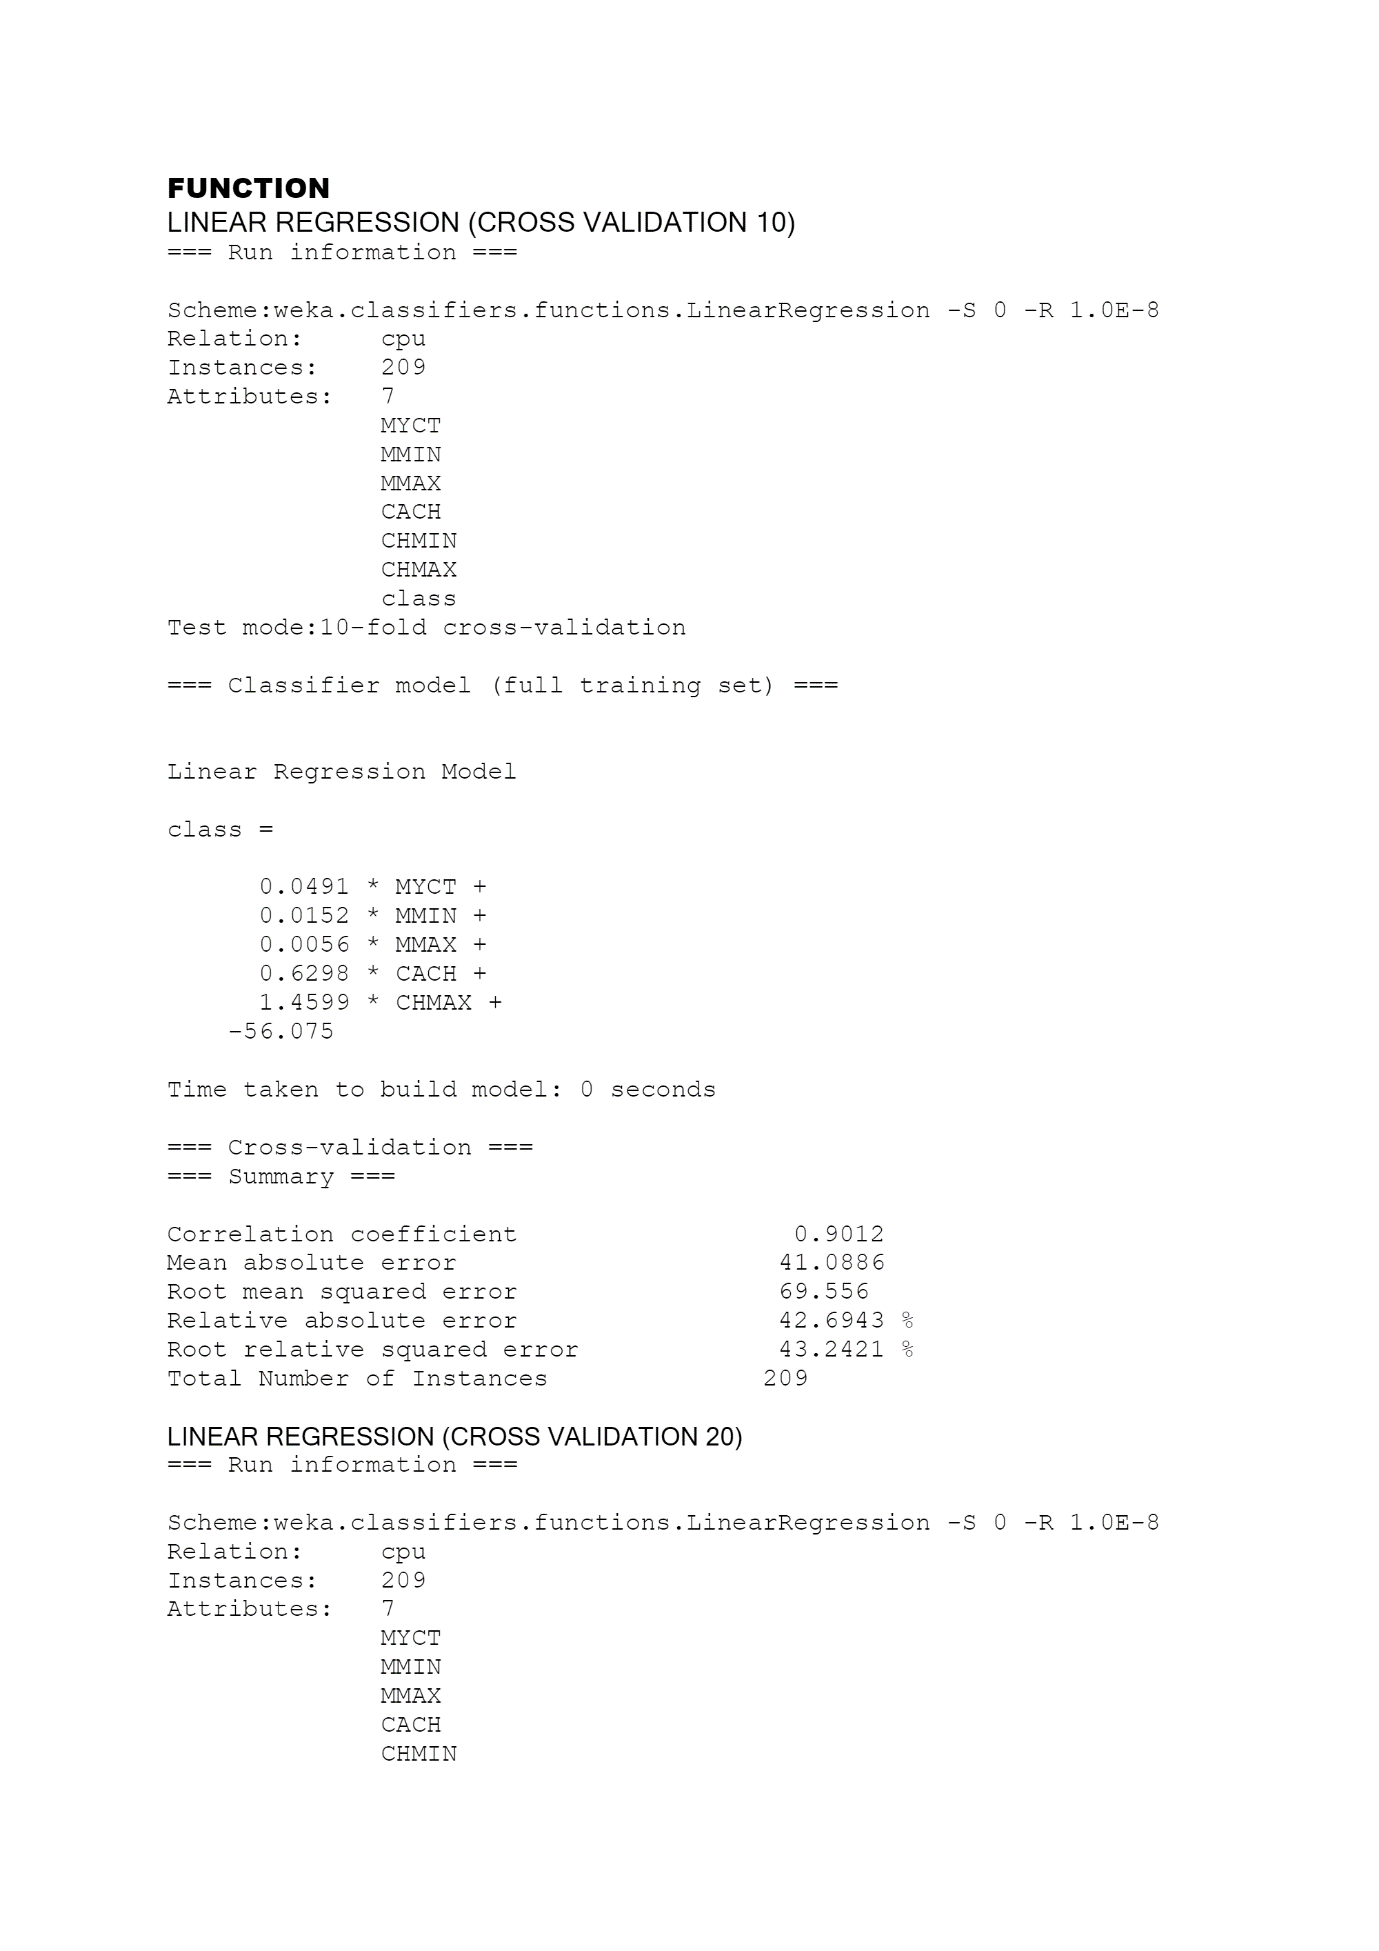 FUNCTION
LINEAR REGRESSION (CROSS VALIDATION 10)
=== Run information ===
Scheme:weka.classifiers.functions.LinearRegression -S 0 -R 1.0E-8
Relation: cpu
Instances: 209
Attributes: 7
MYCT
MMIN
MMAX
CACH
CHMIN
CHMAX
class
Test mode:10-fold cross-validation
=== Classifier model (full training set) ===
Linear Regression Model
class =
0.0491 * MYCT +
0.0152 * MMIN +
0.0056 * MMAX +
0.6298 * CACH +
1.4599 * CHMAX +
-56.075
Time taken to build model: 0 seconds
=== Cross-validation ===
=== Summary ===
Correlation coefficient 0.9012
Mean absolute error 41.0886
Root mean squared error 69.556
Relative absolute error 42.6943 %
Root relative squared error 43.2421 %
Total Number of Instances 209
LINEAR REGRESSION (CROSS VALIDATION 20)
=== Run information ===
Scheme:weka.classifiers.functions.LinearRegression -S 0 -R 1.0E-8
Relation: cpu
Instances: 209
Attributes: 7
MYCT
MMIN
MMAX
CACH
CHMIN